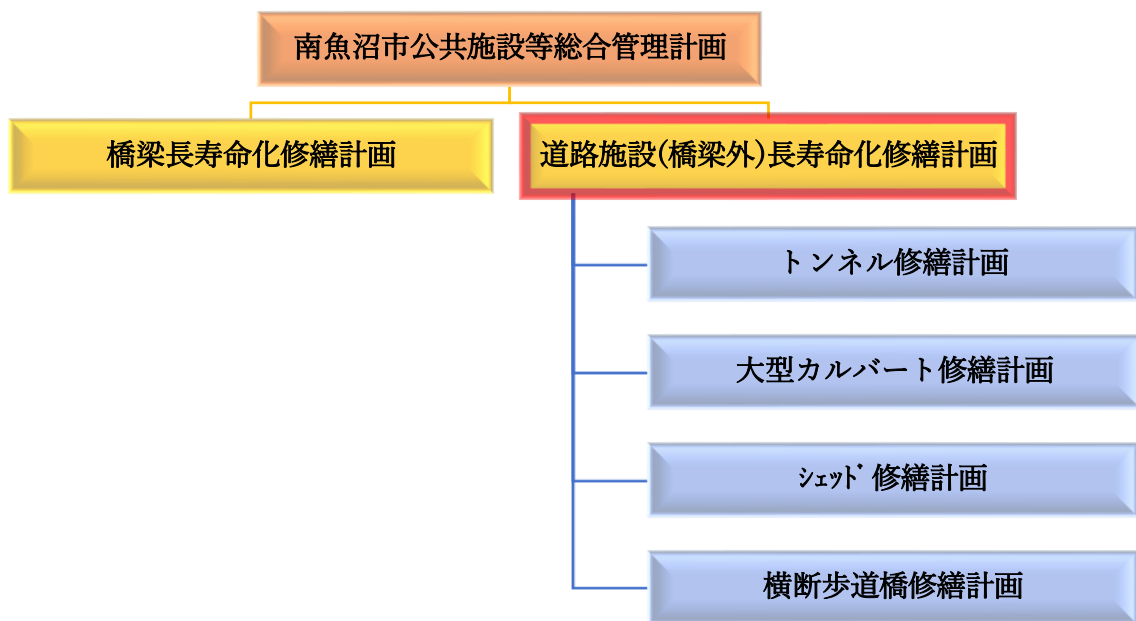 南魚沼市公共施設等総合管理計画
橋梁長寿命化修繕計画
道路施設(橋梁外)長寿命化修繕計画
トンネル修繕計画
大型カルバート修繕計画
ｼｪｯﾄﾞ修繕計画
横断歩道橋修繕計画